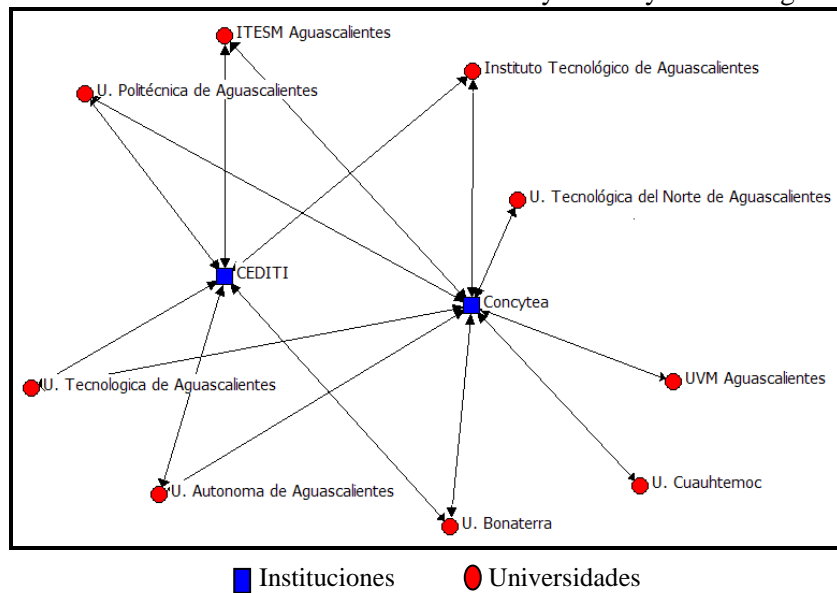 ITESM Aguascalientes
Instituto Tecnológico de Aguascalientes
U. Politécnica de Aguascalientes
U. Tecnológica del Norte de Aguascalientes
CEDITI
Concytea
U. Tecnologica de Aguascalientes
UVM Aguascalientes
U. Autonoma de Aguascalientes
U. Cuauhtemoc
U. Bonaterra
Instituciones Universidades